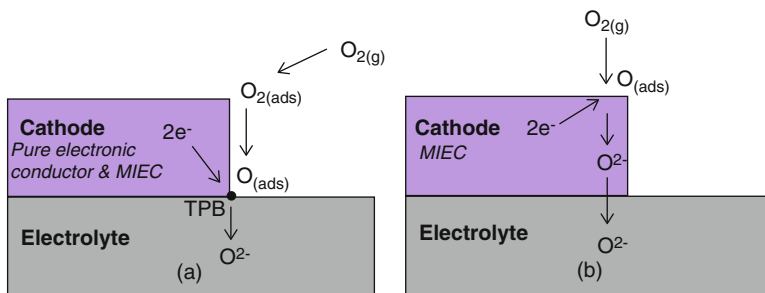 O₂(g)
O₂(ads)
Cathode
Pure electronic
conductor & MIEC
2e⁻
O(ads)
TPB
Electrolyte
O²⁻
(a)
O₂(g)
O(ads)
Cathode
MIEC
2e⁻
O²⁻
Electrolyte
O²⁻
(b)